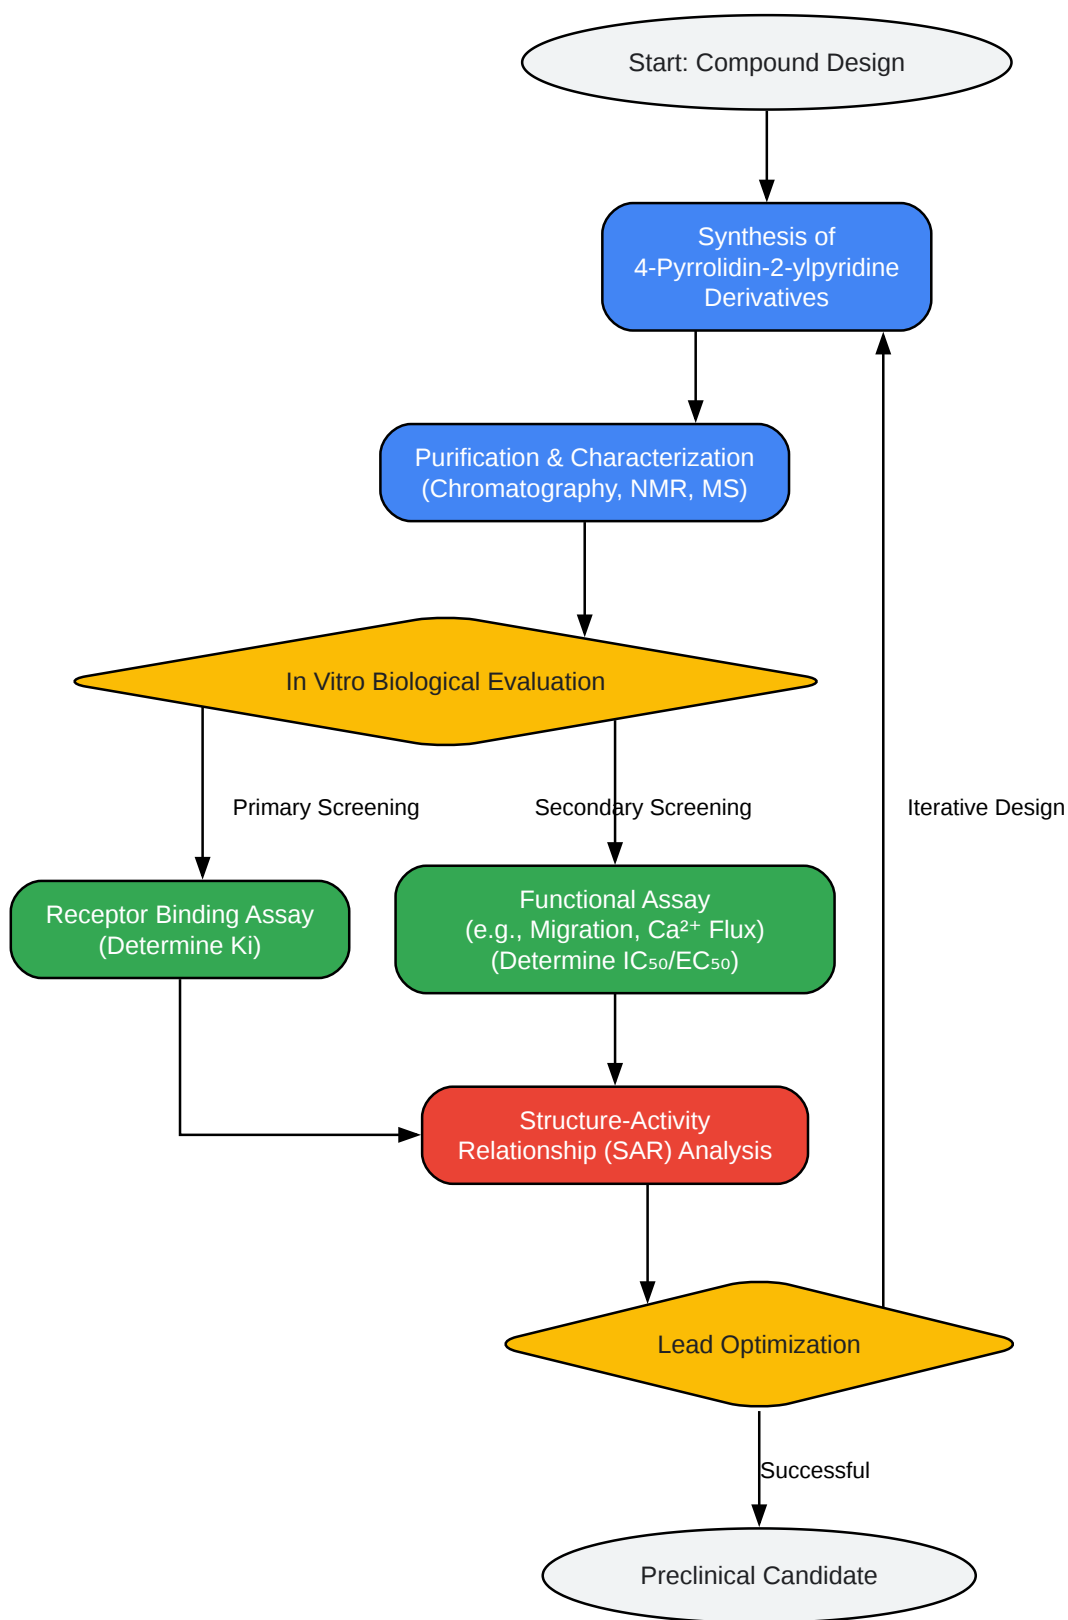 Start: Compound Design
Synthesis of
4-Pyrrolidin-2-ylpyridine
Derivatives
Purification & Characterization
(Chromatography, NMR, MS)
In Vitro Biological Evaluation
Primary Screening
Secondary Screening
Iterative Design
Receptor Binding Assay
(Determine Ki)
Functional Assay
(e.g., Migration, Ca²⁺ Flux)
(Determine IC₅₀/EC₅₀)
Structure-Activity
Relationship (SAR) Analysis
Lead Optimization
Successful
Preclinical Candidate